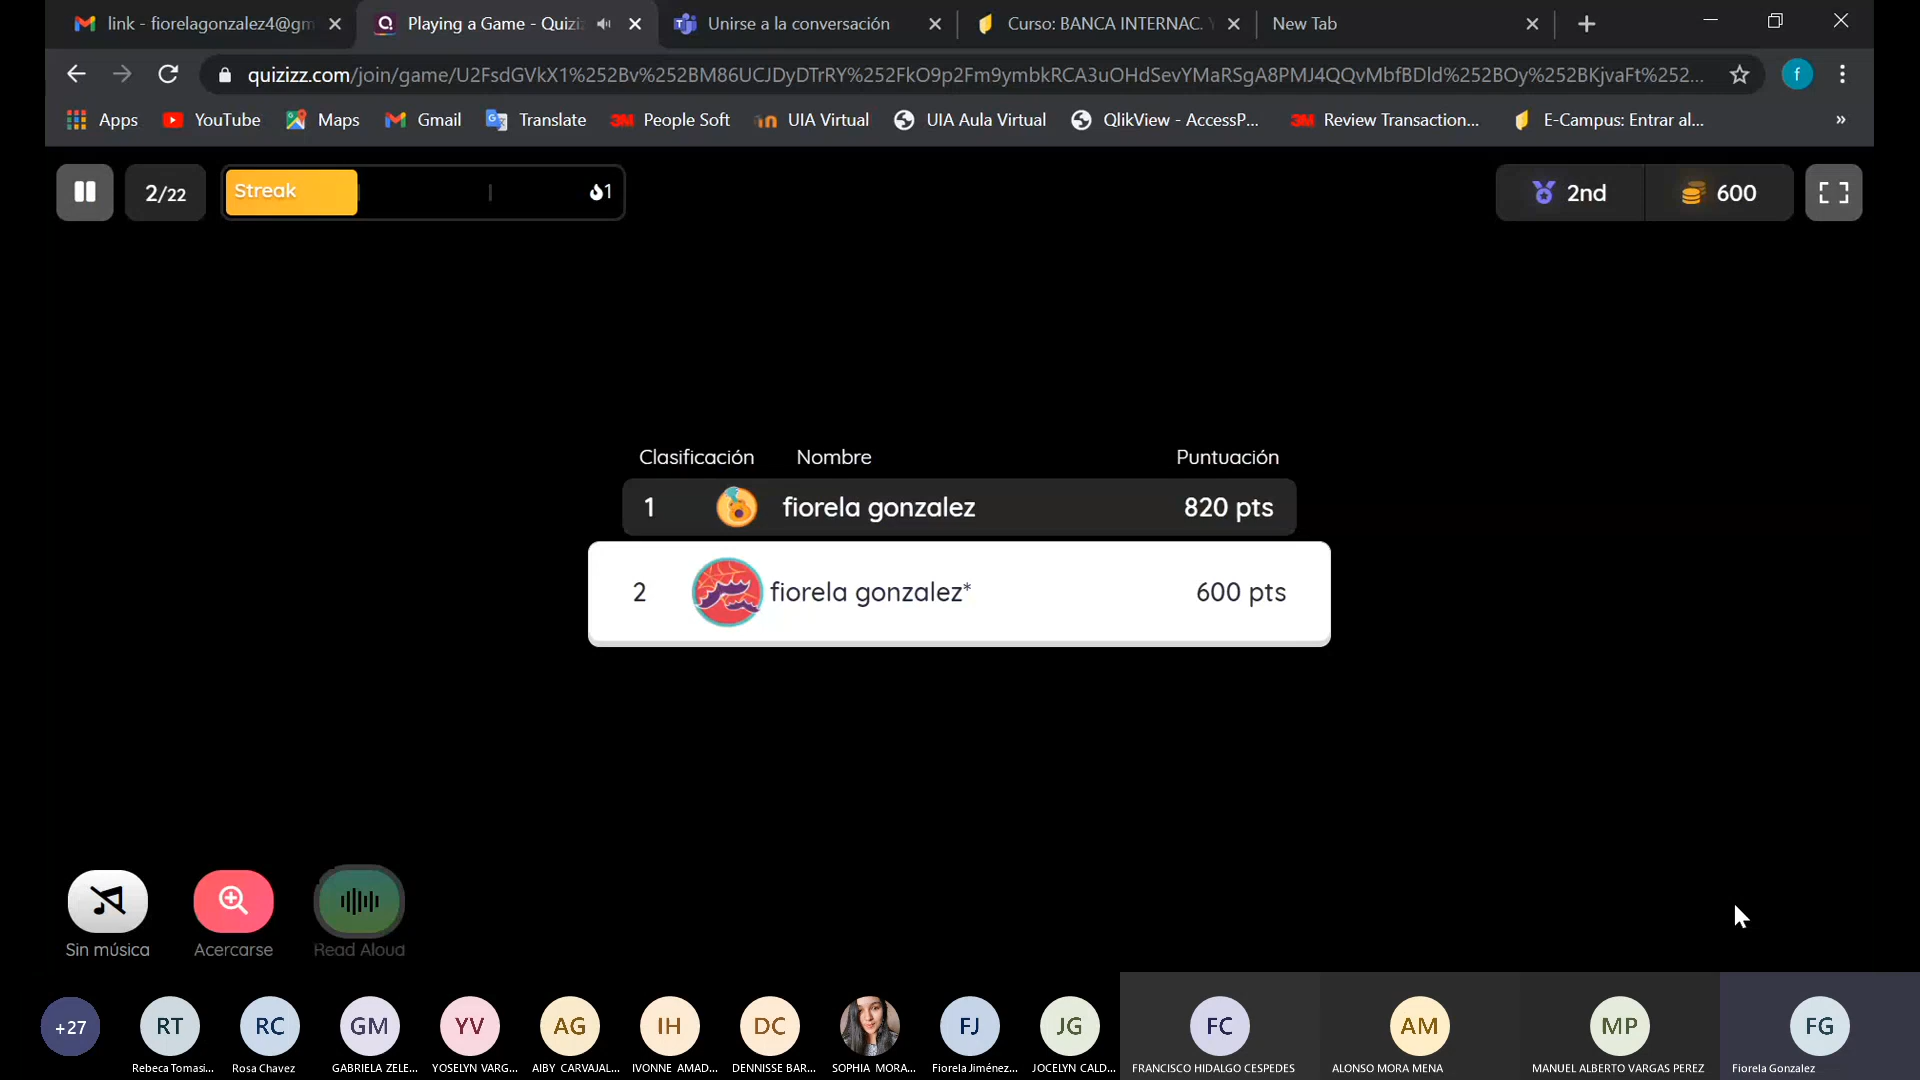 link - fiorelagonzalez4@gm
Playing a Game - Quiziz
Unirse a la conversación
Curso: BANCA INTERNAC. Y
New Tab
quizizz.com/join/game/U2FsdGVkX1%252Bv%252BM86UCJDyDTrRY%252FkO9p2Fm9ymbkRCA3uOHdSevYMaRSgA8PMJ4QQvMbfBDld%252BOy%252BKjvaFt%252...
f
Apps
YouTube
Maps
Gmail
Translate
3M People Soft
UIA Virtual
UIA Aula Virtual
QlikView - AccessP...
3M Review Transaction...
E-Campus: Entrar al...
»
2/22
Streak
1
2nd
600
Clasificación Nombre Puntuación
1 fiorela gonzalez 820 pts
2 fiorela gonzalez* 600 pts
Sin música
Acercarse
Read Aloud
+27
RT
RC
GM
YV
AG
IH
DC
FJ
JG
FC
AM
MP
FG
Rebeca Tomasi...
Rosa Chavez
GABRIELA ZELE...
YOSELYN VARG...
AIBY CARVAJAL...
IVONNE AMAD...
DENNISSE BAR...
SOPHIA MORA...
Fiorela Jiménez...
JOCELYN CALD...
FRANCISCO HIDALGO CESPEDES
ALONSO MORA MENA
MANUEL ALBERTO VARGAS PEREZ
Fiorela Gonzalez